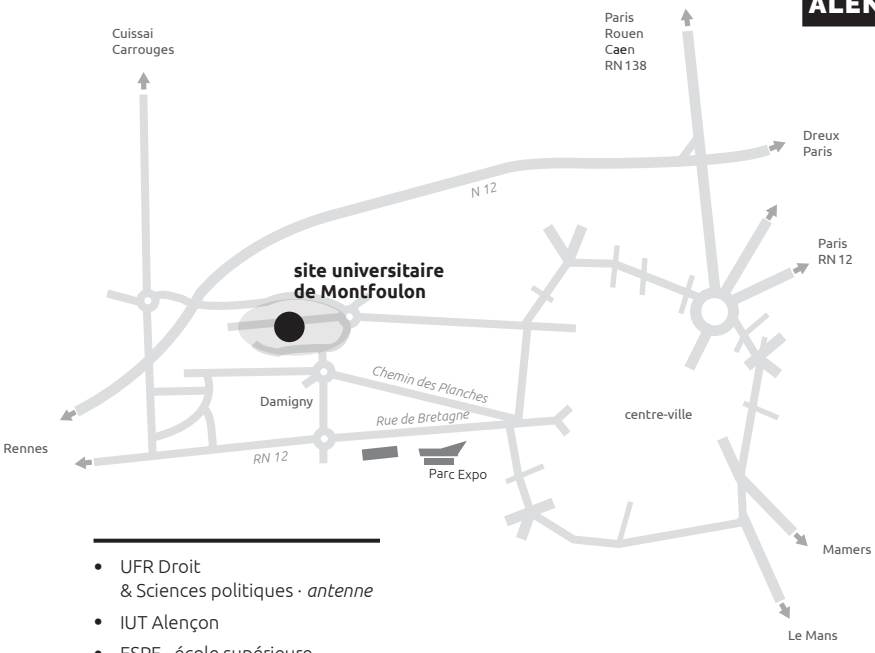 Paris
Rouen
Caen
RN 138
Cuissai
Carrouges
Dreux
Paris
N 12
Paris
RN 12
site universitaire
de Montfoulon
Chemin des Planches
Damigny
Rue de Bretagne
centre-ville
Rennes
RN 12
Parc Expo
Mamers
Le Mans
• UFR Droit
& Sciences politiques · antenne
• IUT Alençon